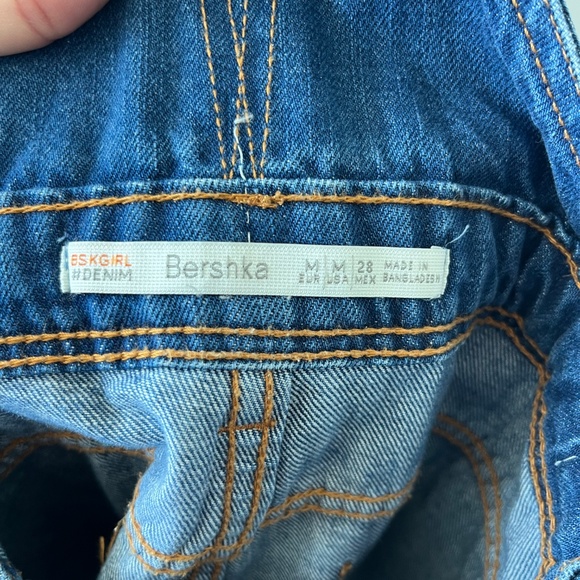 BSKGIRL
#DENIM
Bershka
M M 28
EUR USA MEX
MADE IN
BANGLADESH